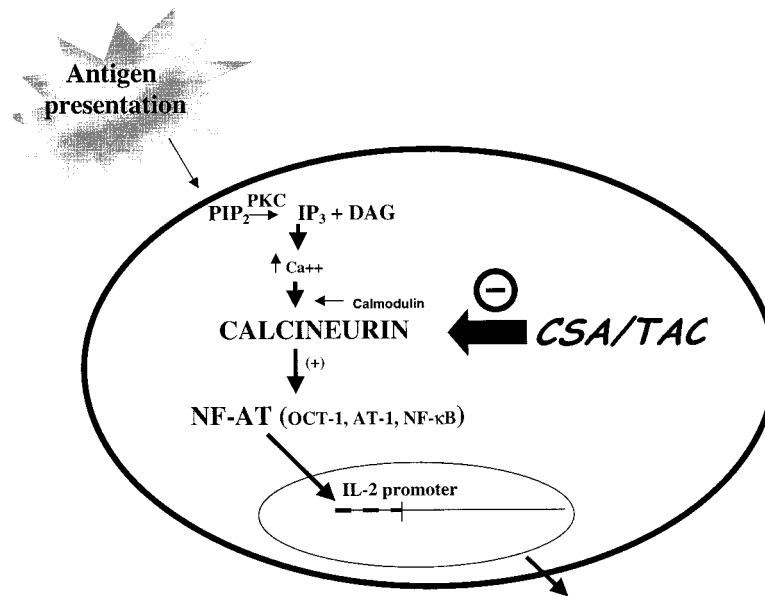 Antigen
presentation
PKC
PIP₂ → IP₃ + DAG
↑ Ca++
← Calmodulin
CALCINEURIN
−
CSA/TAC
(+)
NF-AT (OCT-1, AT-1, NF-κB)
IL-2 promoter